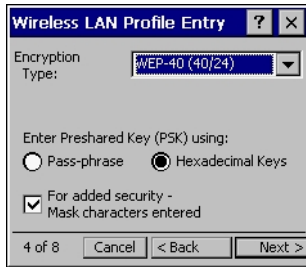 Wireless LAN Profile Entry ? ×
Encryption Type: WEP-40 (40/24)
Enter Preshared Key (PSK) using:
Pass-phrase Hexadecimal Keys
For added security -
Mask characters entered
4 of 8 Cancel < Back Next >